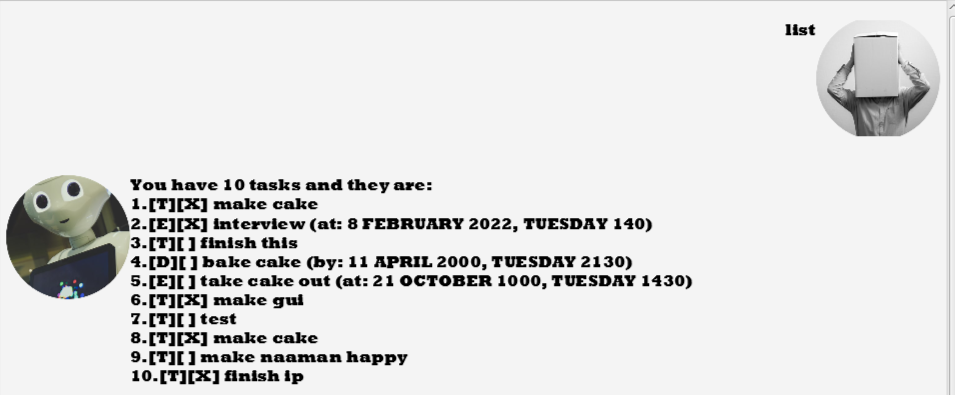 list
You have 10 tasks and they are:
1.[T][X] make cake
2.[E][X] interview (at: 8 FEBRUARY 2022, TUESDAY 140)
3.[T][ ] finish this
4.[D][ ] bake cake (by: 11 APRIL 2000, TUESDAY 2130)
5.[E][ ] take cake out (at: 21 OCTOBER 1000, TUESDAY 1430)
6.[T][X] make gui
7.[T][ ] test
8.[T][X] make cake
9.[T][ ] make naaman happy
10.[T][X] finish ip